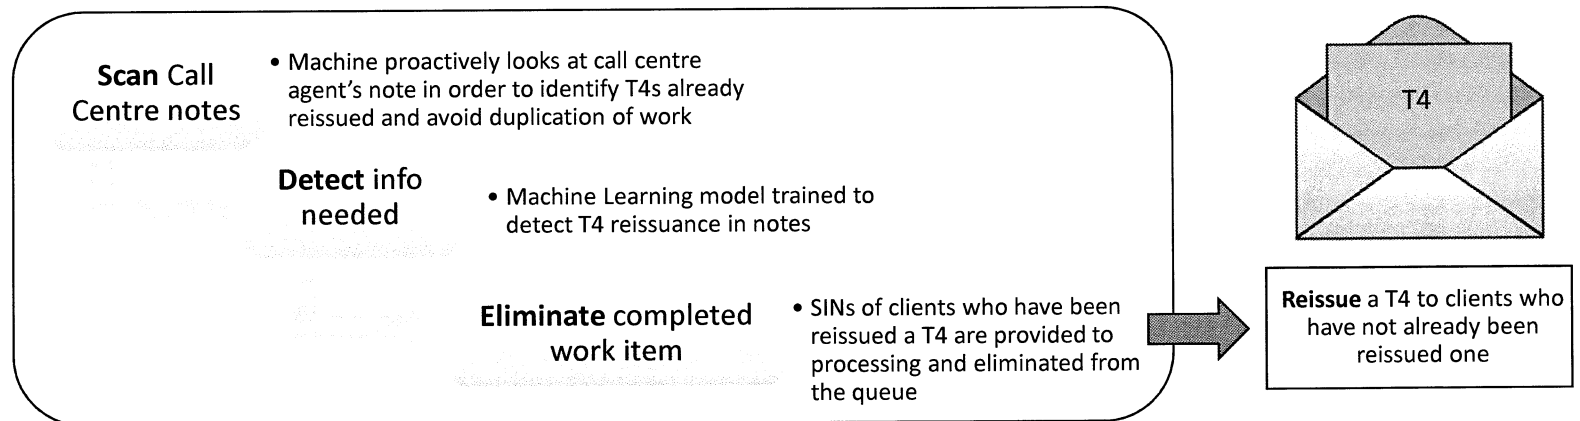 Scan Call
Centre notes
• Machine proactively looks at call centre
agent's note in order to identify T4s already
reissued and avoid duplication of work
Detect info
needed
• Machine Learning model trained to
detect T4 reissuance in notes
Eliminate completed
work item
• SINs of clients who have been
reissued a T4 are provided to
processing and eliminated from
the queue
T4
Reissue a T4 to clients who
have not already been
reissued one